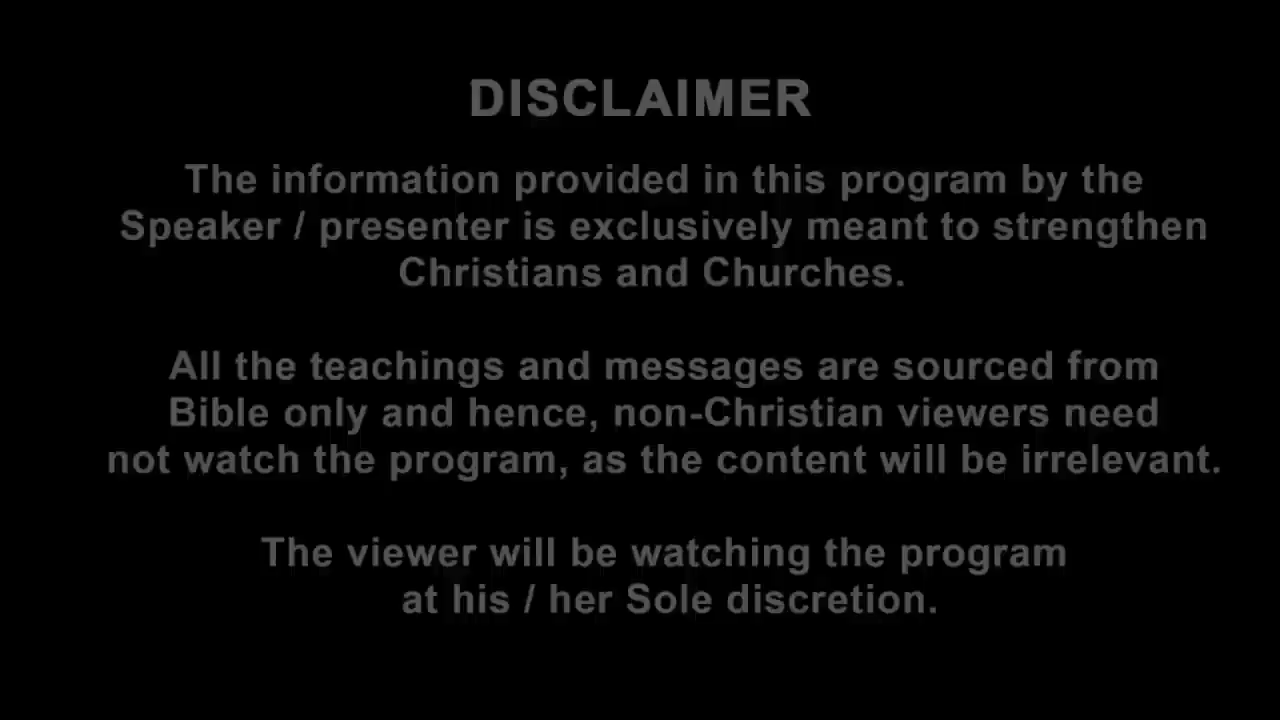 DISCLAIMER
The information provided in this program by the
Speaker / presenter is exclusively meant to strengthen
Christians and Churches.
All the teachings and messages are sourced from
Bible only and hence, non-Christian viewers need
not watch the program, as the content will be irrelevant.
The viewer will be watching the program
at his / her Sole discretion.